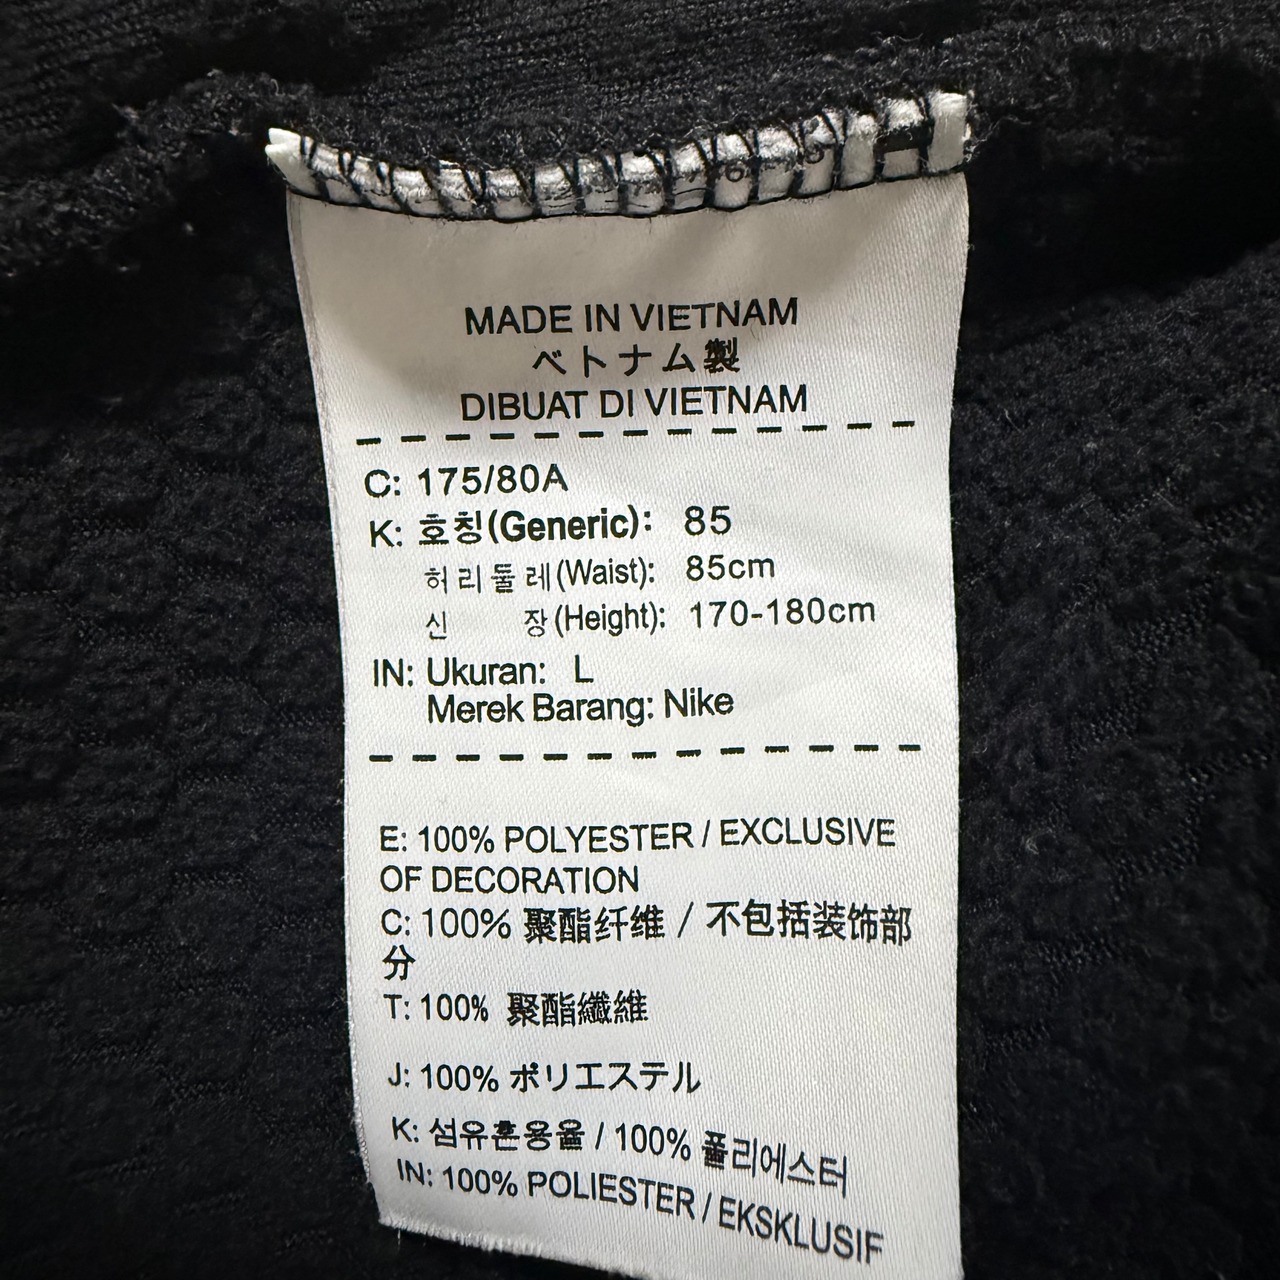 MADE IN VIETNAM
ベトナム製
DIBUAT DI VIETNAM
C: 175/80A
K: 호칭(Generic): 85
허리둘레(Waist): 85cm
신 장(Height): 170-180cm
IN: Ukuran: L
Merek Barang: Nike
E: 100% POLYESTER / EXCLUSIVE
OF DECORATION
C: 100% 聚酯纤维 / 不包括装饰部
分
T: 100% 聚酯纖維
J: 100% ポリエステル
K: 섬유혼용율 / 100% 폴리에스터
IN: 100% POLIESTER / EKSKLUSIF